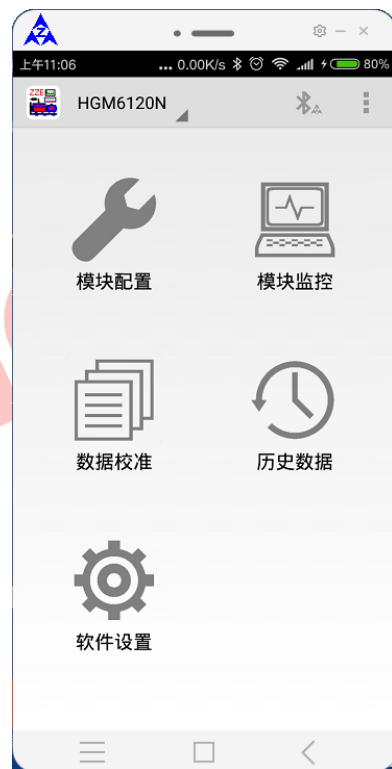 Z
上午11:06 ... 0.00K/s 80%
ZZE HGM6120N
模块配置 模块监控
数据校准 历史数据
软件设置